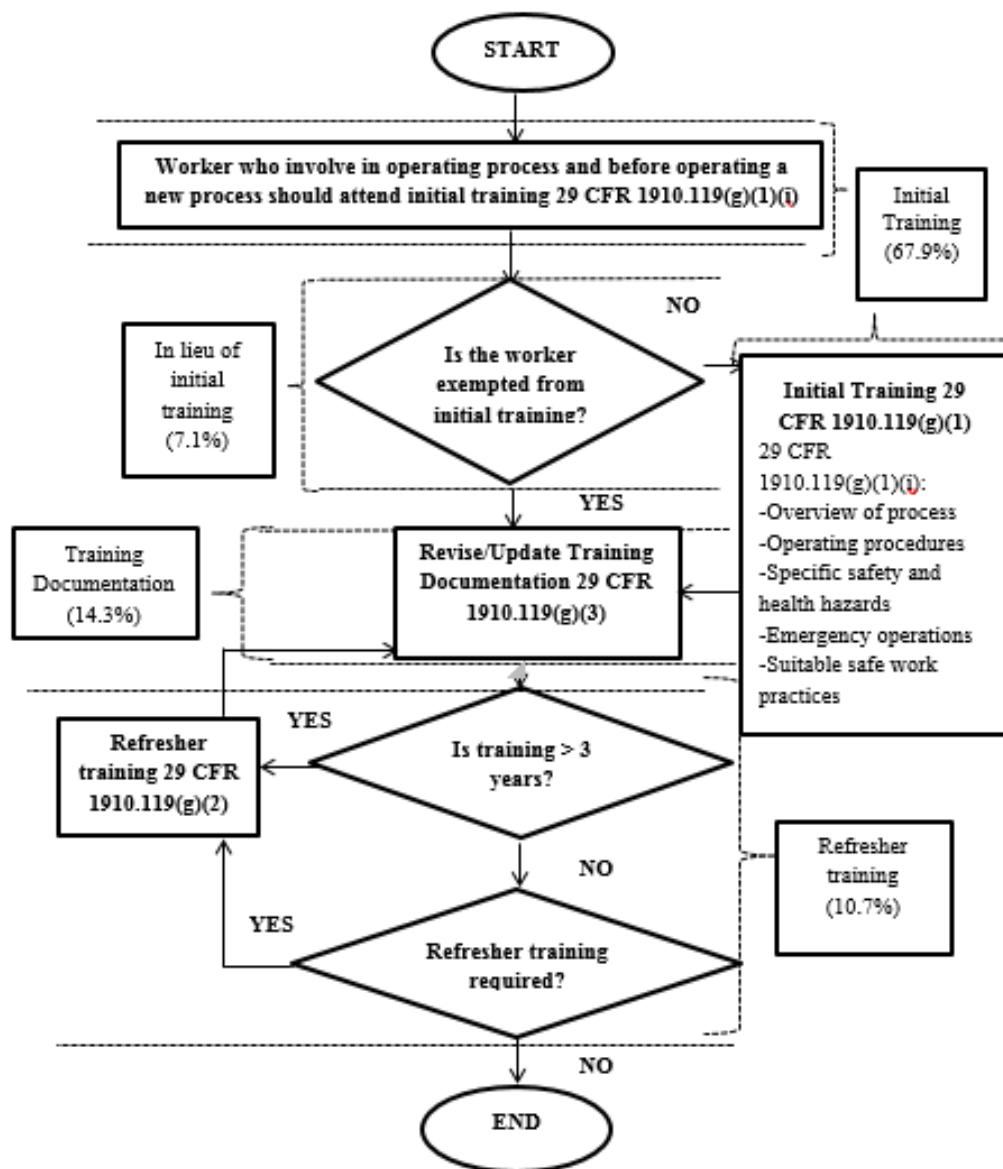 START
Worker who involve in operating process and before operating a
new process should attend initial training 29 CFR 1910.119(g)(1)(i)
Initial
Training
(67.9%)
NO
In lieu of
initial
training
(7.1%)
Is the worker
exempted from
initial training?
Initial Training 29
CFR 1910.119(g)(1)
29 CFR
1910.119(g)(1)(i):
-Overview of process
-Operating procedures
-Specific safety and
health hazards
-Emergency operations
-Suitable safe work
practices
YES
Training
Documentation
(14.3%)
Revise/Update Training
Documentation 29 CFR
1910.119(g)(3)
YES
Refresher
training 29 CFR
1910.119(g)(2)
Is training > 3
years?
NO
Refresher
training
(10.7%)
YES
Refresher training
required?
NO
END